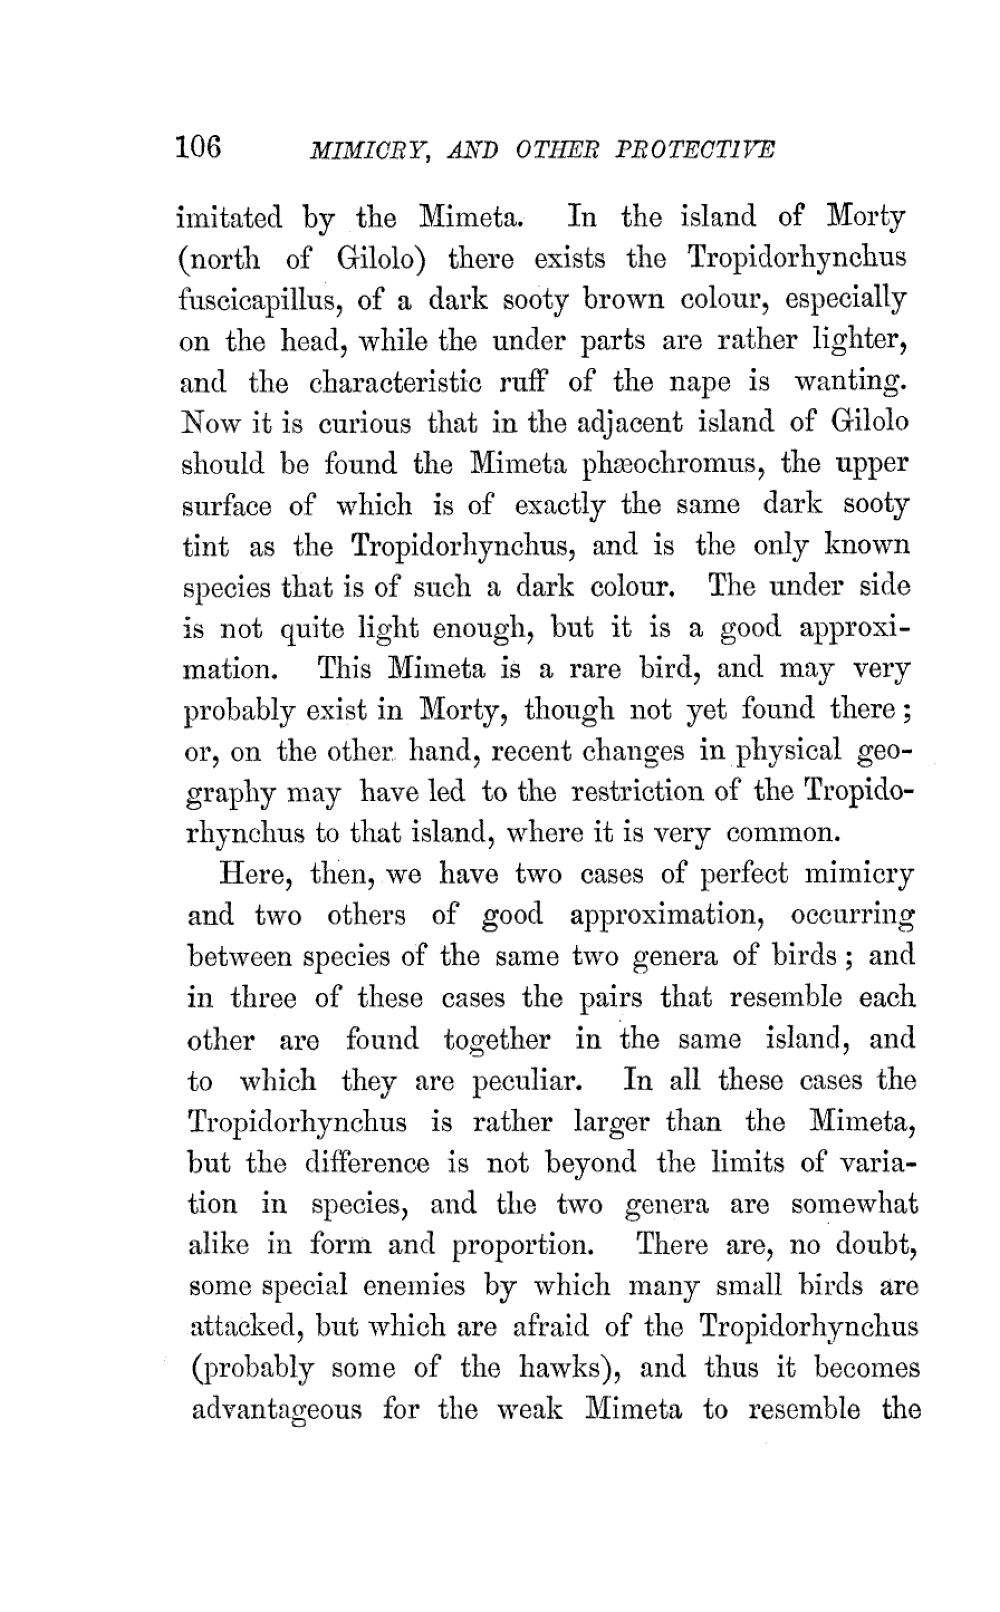 106 MIMICRY, AND OTHER PROTECTIVE
imitated by the Mimeta. In the island of Morty
(north of Gilolo) there exists the Tropidorhynchus
fuscicapillus, of a dark sooty brown colour, especially
on the head, while the under parts are rather lighter,
and the characteristic ruff of the nape is wanting.
Now it is curious that in the adjacent island of Gilolo
should be found the Mimeta phæochromus, the upper
surface of which is of exactly the same dark sooty
tint as the Tropidorhynchus, and is the only known
species that is of such a dark colour. The under side
is not quite light enough, but it is a good approxi-
mation. This Mimeta is a rare bird, and may very
probably exist in Morty, though not yet found there;
or, on the other hand, recent changes in physical geo-
graphy may have led to the restriction of the Tropido-
rhynchus to that island, where it is very common.
Here, then, we have two cases of perfect mimicry
and two others of good approximation, occurring
between species of the same two genera of birds; and
in three of these cases the pairs that resemble each
other are found together in the same island, and
to which they are peculiar. In all these cases the
Tropidorhynchus is rather larger than the Mimeta,
but the difference is not beyond the limits of varia-
tion in species, and the two genera are somewhat
alike in form and proportion. There are, no doubt,
some special enemies by which many small birds are
attacked, but which are afraid of the Tropidorhynchus
(probably some of the hawks), and thus it becomes
advantageous for the weak Mimeta to resemble the